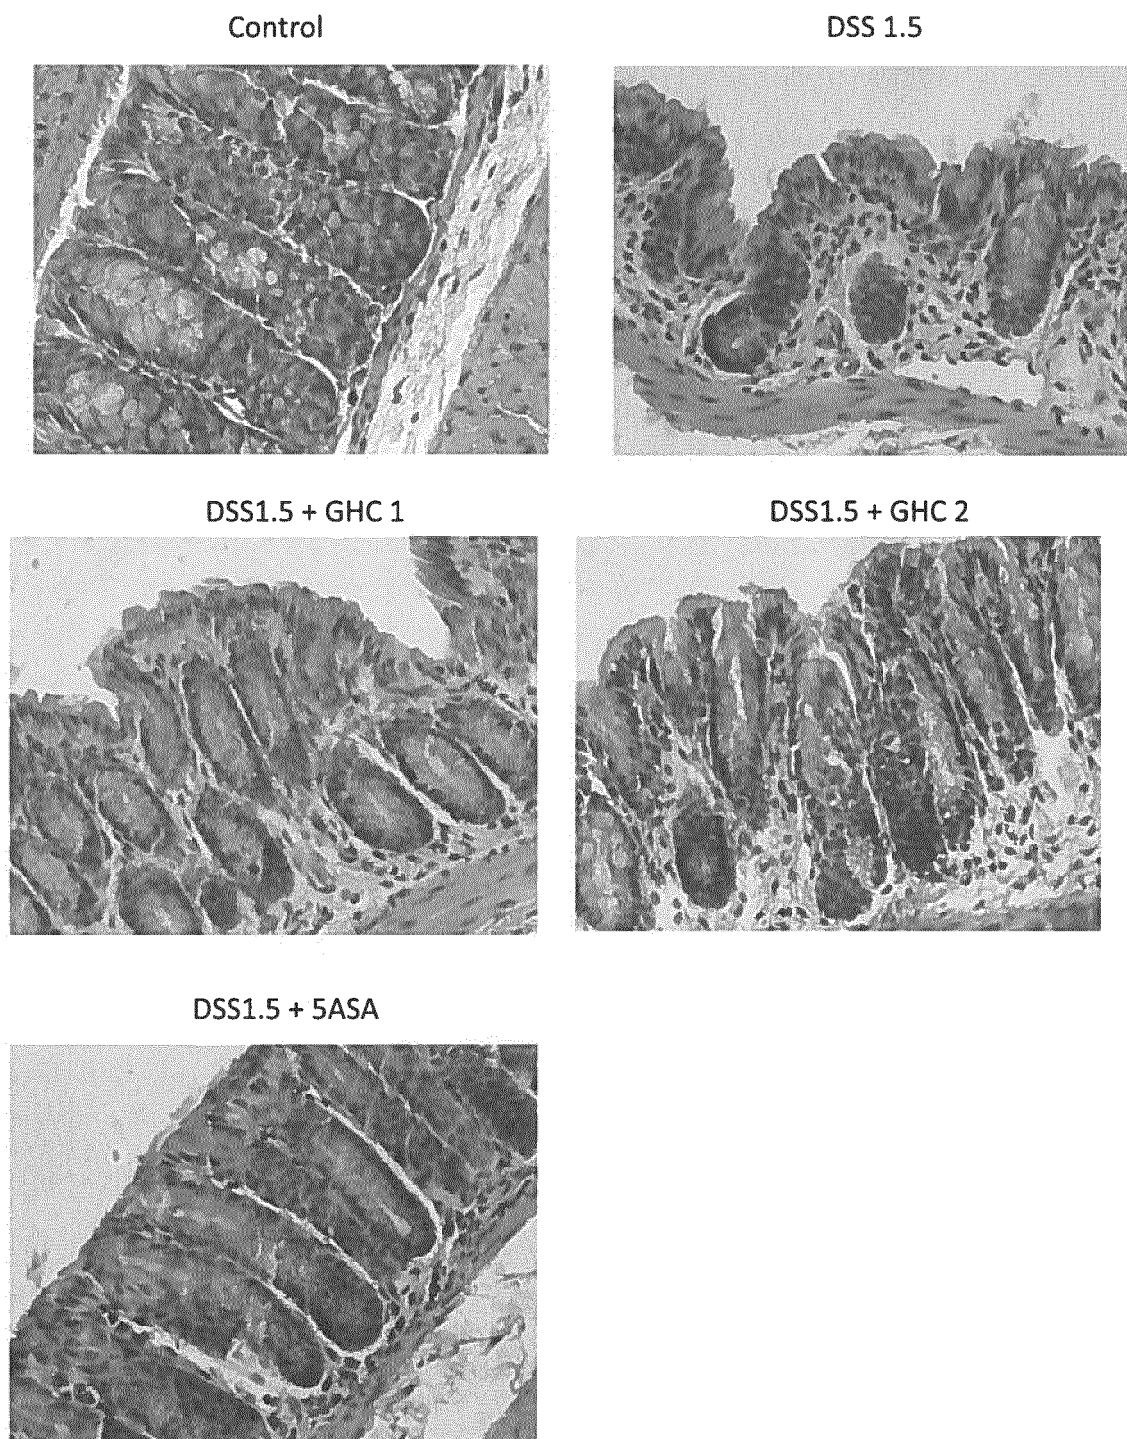 Control
DSS 1.5
DSS1.5 + GHC 1
DSS1.5 + GHC 2
DSS1.5 + 5ASA